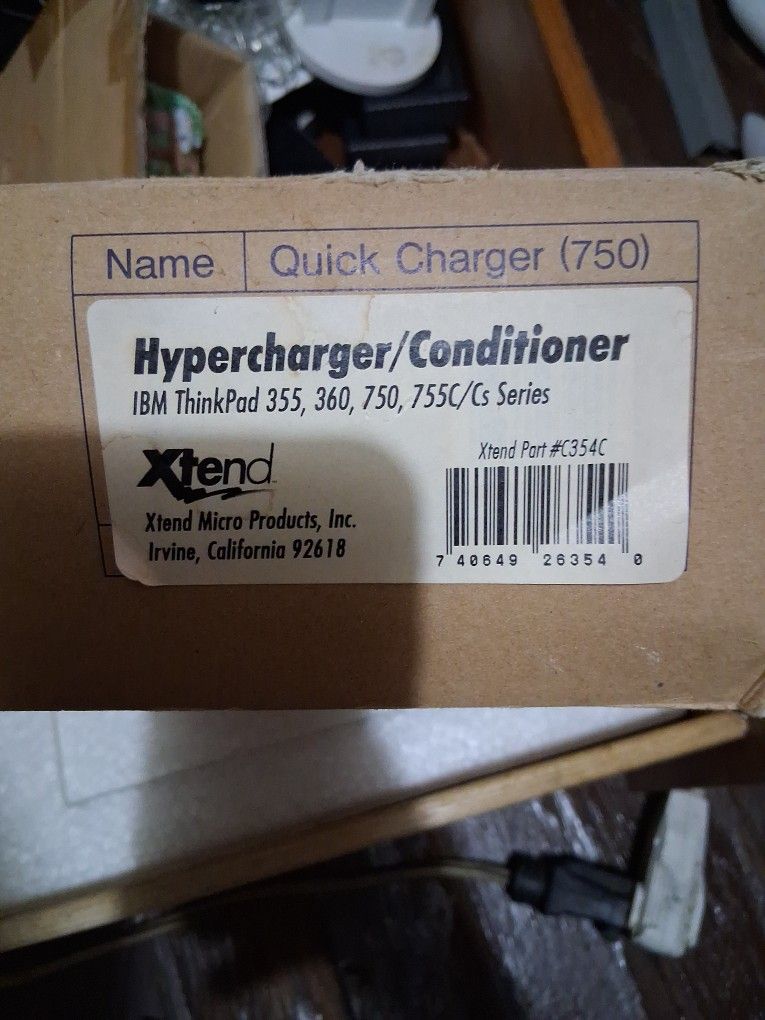 Name Quick Charger (750)
Hypercharger/Conditioner
IBM ThinkPad 355, 360, 750, 755C/Cs Series
Xtend
Xtend Part #C354C
Xtend Micro Products, Inc.
Irvine, California 92618
7 40649 26354 0